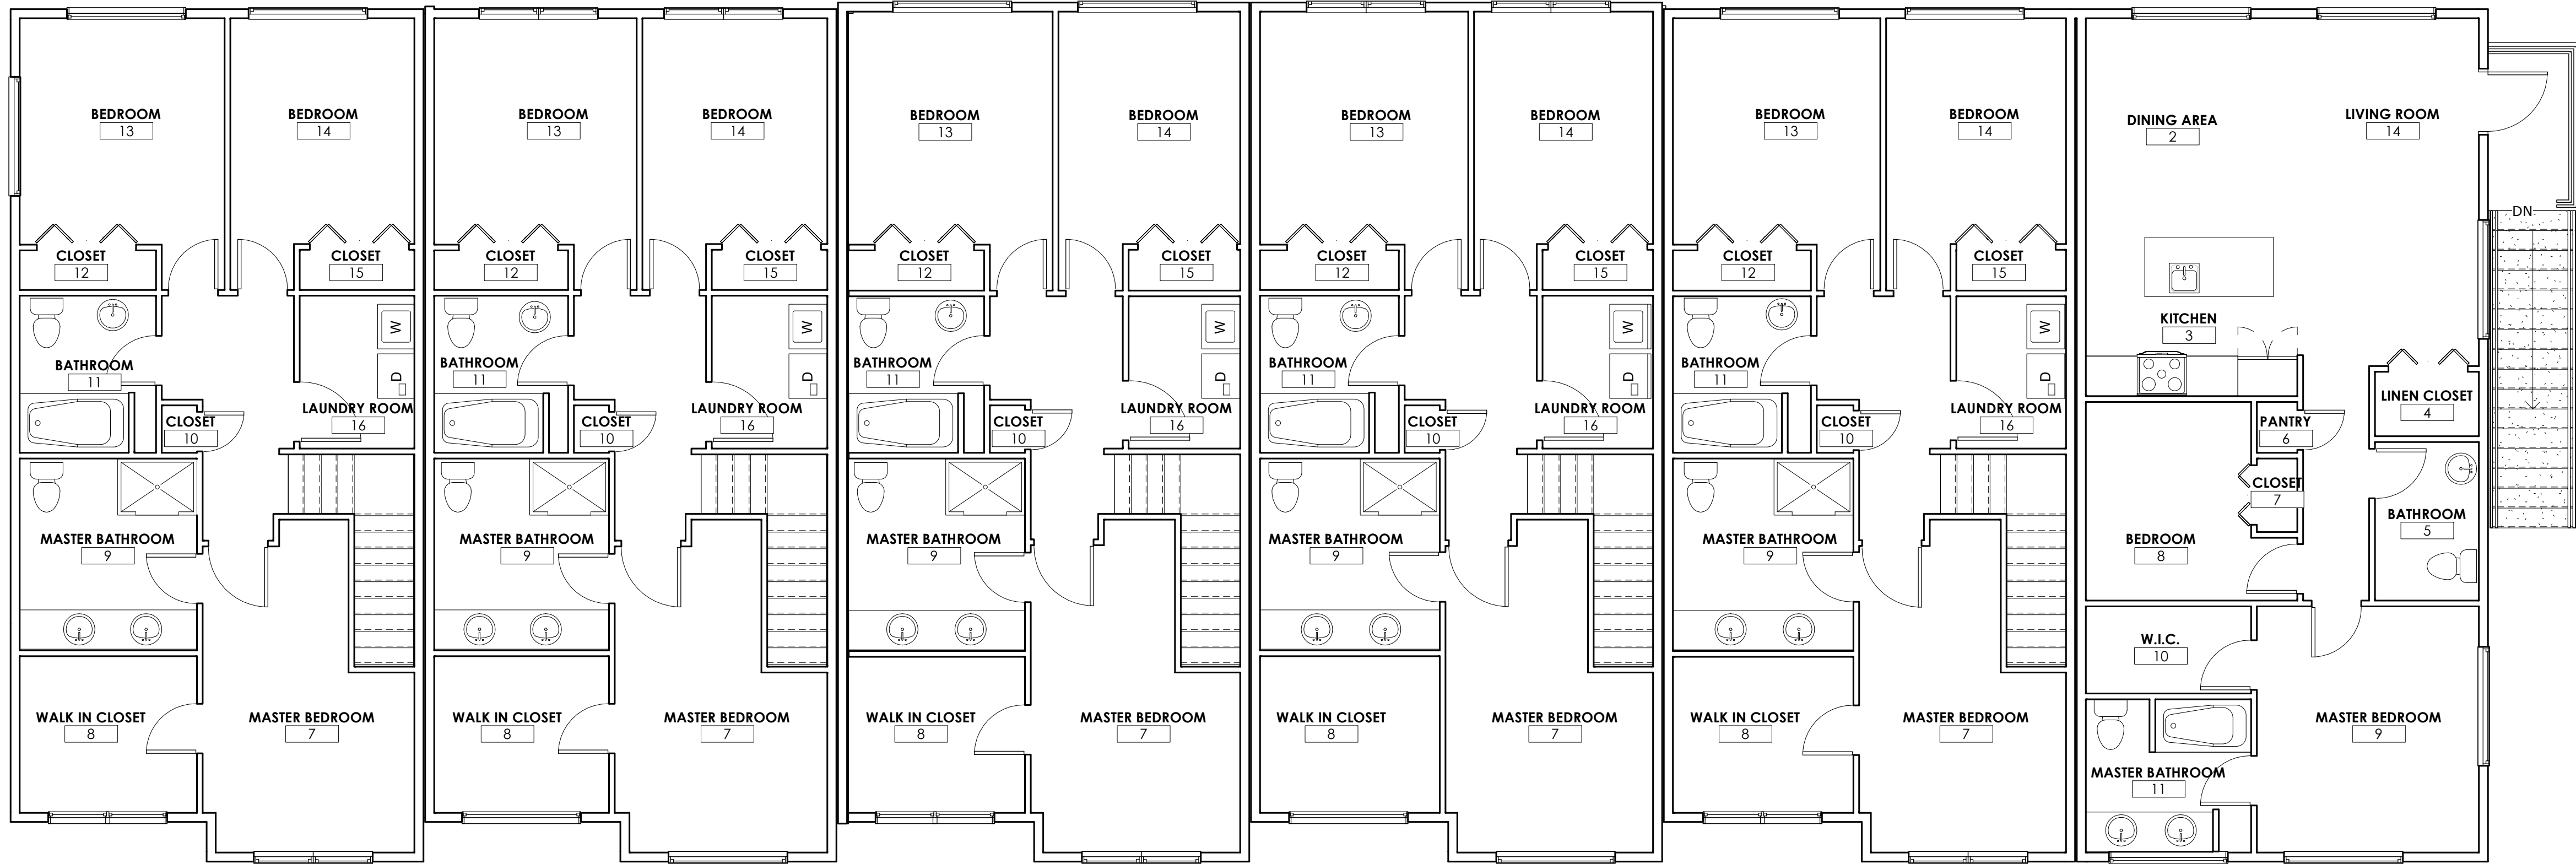 BEDROOM
13
BEDROOM
14
CLOSET
12
CLOSET
15
BATHROOM
11
W
D
LAUNDRY ROOM
16
CLOSET
10
MASTER BATHROOM
9
WALK IN CLOSET
8
MASTER BEDROOM
7
BEDROOM
13
BEDROOM
14
CLOSET
12
CLOSET
15
BATHROOM
11
W
D
LAUNDRY ROOM
16
CLOSET
10
MASTER BATHROOM
9
WALK IN CLOSET
8
MASTER BEDROOM
7
BEDROOM
13
BEDROOM
14
CLOSET
12
CLOSET
15
BATHROOM
11
W
D
LAUNDRY ROOM
16
CLOSET
10
MASTER BATHROOM
9
WALK IN CLOSET
8
MASTER BEDROOM
7
BEDROOM
13
BEDROOM
14
CLOSET
12
CLOSET
15
BATHROOM
11
W
D
LAUNDRY ROOM
16
CLOSET
10
MASTER BATHROOM
9
WALK IN CLOSET
8
MASTER BEDROOM
7
BEDROOM
13
BEDROOM
14
CLOSET
12
CLOSET
15
BATHROOM
11
W
D
LAUNDRY ROOM
16
CLOSET
10
MASTER BATHROOM
9
WALK IN CLOSET
8
MASTER BEDROOM
7
DINING AREA
2
LIVING ROOM
14
DN
KITCHEN
3
LINEN CLOSET
4
PANTRY
6
CLOSET
7
BATHROOM
5
BEDROOM
8
W.I.C.
10
MASTER BEDROOM
9
MASTER BATHROOM
11